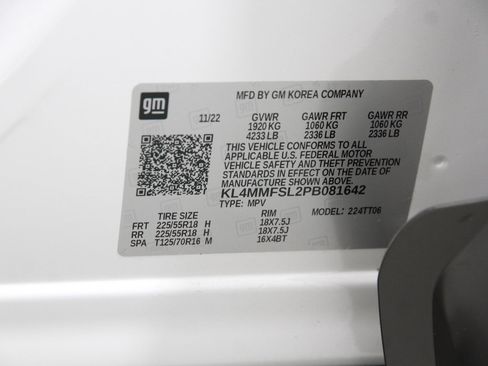 gm
MFD BY GM KOREA COMPANY
11/22 GVWR GAWR FRT GAWR RR
1920 KG 1060 KG 1060 KG
4233 LB 2336 LB 2336 LB
THIS VEHICLE CONFORMS TO ALL
APPLICABLE U.S. FEDERAL MOTOR
VEHICLE SAFETY AND THEFT PREVENTION
STANDARDS IN EFFECT ON THE DATE OF
MANUFACTURE SHOWN ABOVE.
KL4MMFSL2PB081642
TYPE: MPV MODEL: 224TT06
TIRE SIZE RIM
FRT 225/55R18 H 18X7.5J
RR 225/55R18 H 18X7.5J
SPA T125/70R16 M 16X4BT